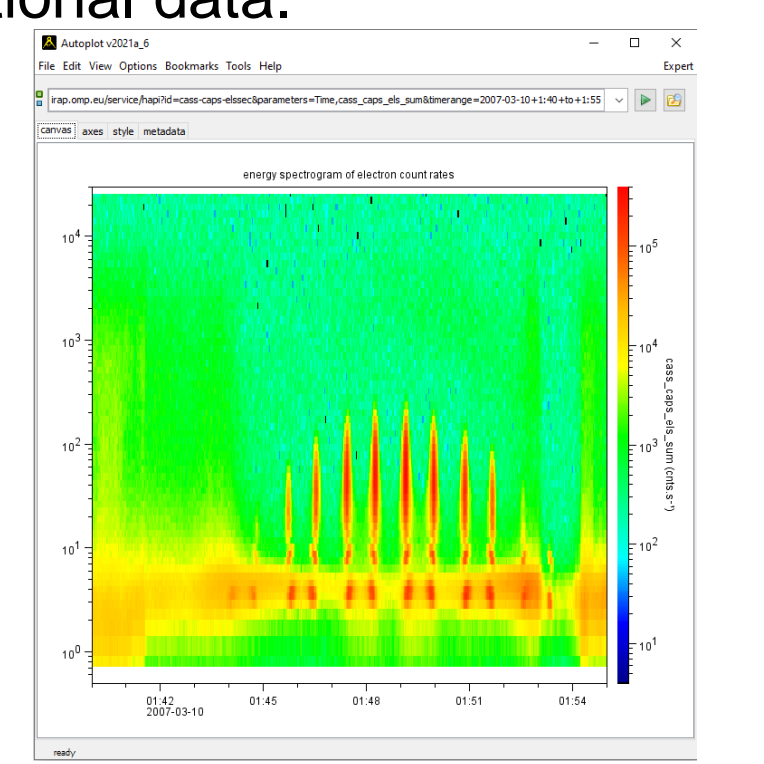 tional data.
Autoplot v2021a_6
File Edit View Options Bookmarks Tools Help Expert
irap.omp.eu/service/hapi?id=cass-caps-elssec&parameters=Time,cass_caps_els_sum&timerange=2007-03-10+1:40+to+1:55
canvas axes style metadata
energy spectrogram of electron count rates
10⁴
10³
10²
10¹
10⁰
01:42 01:45 01:48 01:51 01:54
2007-03-10
10⁵
10⁴
10³
10²
10¹
cass_caps_els_sum (cnts.s⁻¹)
ready